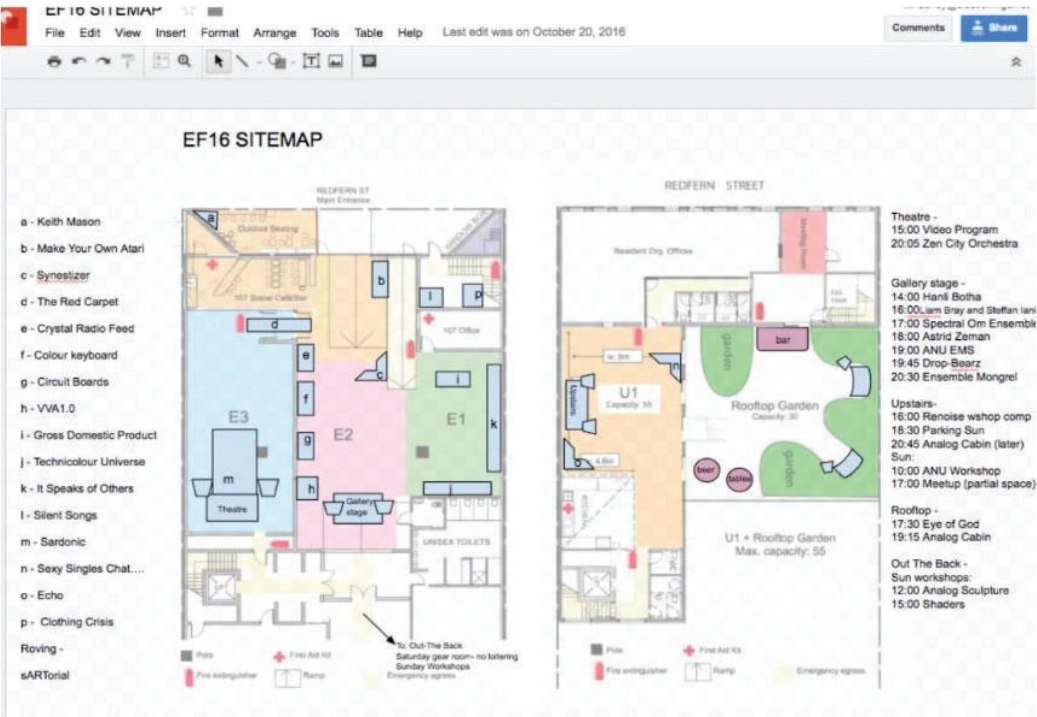 EF16 SITEMAP
File Edit View Insert Format Arrange Tools Table Help Last edit was on October 20, 2016
Comments
Share
EF16 SITEMAP
a - Keith Mason
b - Make Your Own Atari
c - Synestizer
d - The Red Carpet
e - Crystal Radio Feed
f - Colour keyboard
g - Circuit Boards
h - VVA1.0
i - Gross Domestic Product
j - Technicolour Universe
k - It Speaks of Others
l - Silent Songs
m - Sardonic
n - Sexy Singles Chat....
o - Echo
p - Clothing Crisis
Roving -
sARTorial
REDFERN ST
Main Entrance
a
Outdoor Seating
WINDOW BOX
107 Social Cafe/Bar
b
l
p
107 Office
d
e
c
f
i
E3
E2
E1
k
g
m
h
Theatre
Gallery
stage
j
UNISEX TOILETS
To: Out-The Back
Saturday gear room- no loitering
Sunday Workshops
Pole
First Aid Kit
Fire extinguisher
Ramp
Emergency egress
REDFERN STREET
Resident Org. Offices
Meeting Room
garden
bar
n
U1
Capacity: 55
Upstairs
Rooftop Garden
Capacity: 30
o
4.6m
beer
tables
garden
KITCHEN
U1 + Rooftop Garden
Max. capacity: 55
Pole
First Aid Kit
Fire extinguisher
Ramp
Emergency egress
Theatre -
15:00 Video Program
20:05 Zen City Orchestra
Gallery stage -
14:00 Hanli Botha
16:00Liam Bray and Steffan Iani
17:00 Spectral Om Ensemble
18:00 Astrid Zeman
19:00 ANU EMS
19:45 Drop-Bearz
20:30 Ensemble Mongrel
Upstairs-
16:00 Renoise wshop comp
18:30 Parking Sun
20:45 Analog Cabin (later)
Sun:
10:00 ANU Workshop
17:00 Meetup (partial space)
Rooftop -
17:30 Eye of God
19:15 Analog Cabin
Out The Back -
Sun workshops:
12:00 Analog Sculpture
15:00 Shaders